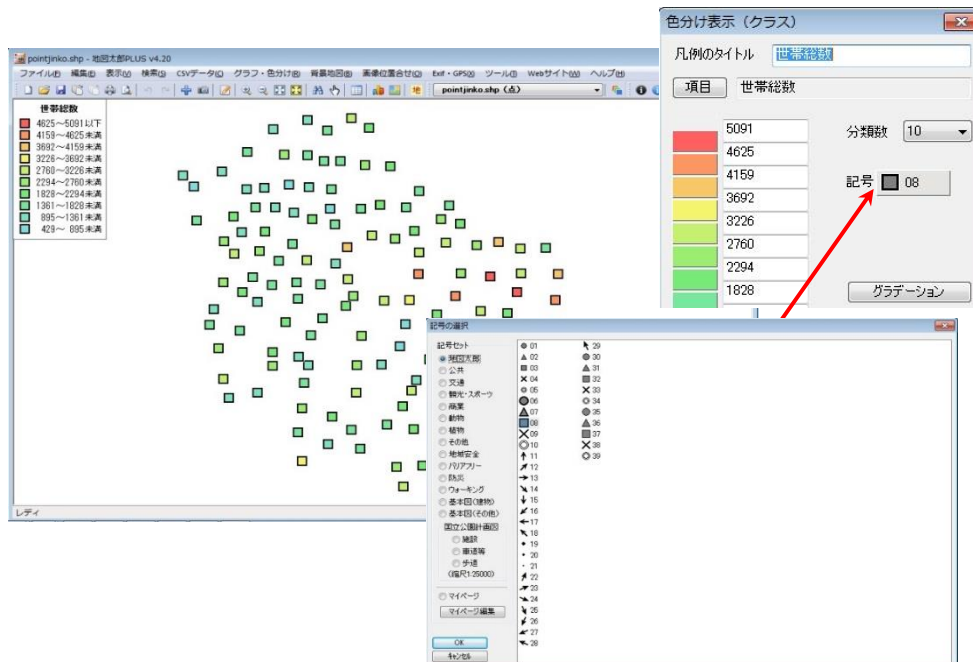 pointjinko.shp - 地図太郎PLUS v4.20
ファイル(F) 編集(E) 表示(V) 検索(S) CSVデータ(C) グラフ・色分け(G) 背景地図(B) 画像位置合せ(O) Exif・GPS(X) ツール(T) Webサイト(W) ヘルプ(H)
pointjinko.shp (点)
世帯総数
4625～5091以下
4159～4625未満
3692～4159未満
3226～3692未満
2760～3226未満
2294～2760未満
1828～2294未満
1361～1828未満
895～1361未満
429～ 895未満
レディ
色分け表示（クラス）
凡例のタイトル 世帯総数
項目 世帯総数
5091
4625
4159
3692
3226
2760
2294
1828
分類数 10
記号 08
グラデーション
記号の選択
記号セット
地図太郎
公共
交通
観光・スポーツ
商業
動物
植物
その他
地域安全
バリアフリー
防災
ウォーキング
基本図(建物)
基本図(その他)
国立公園計画図
施設
車道等
歩道
(縮尺1:25000)
マイページ
マイページ編集
OK
キャンセル
01
02
03
04
05
06
07
08
09
10
11
12
13
14
15
16
17
18
19
20
21
22
23
24
25
26
27
28
29
30
31
32
33
34
35
36
37
38
39